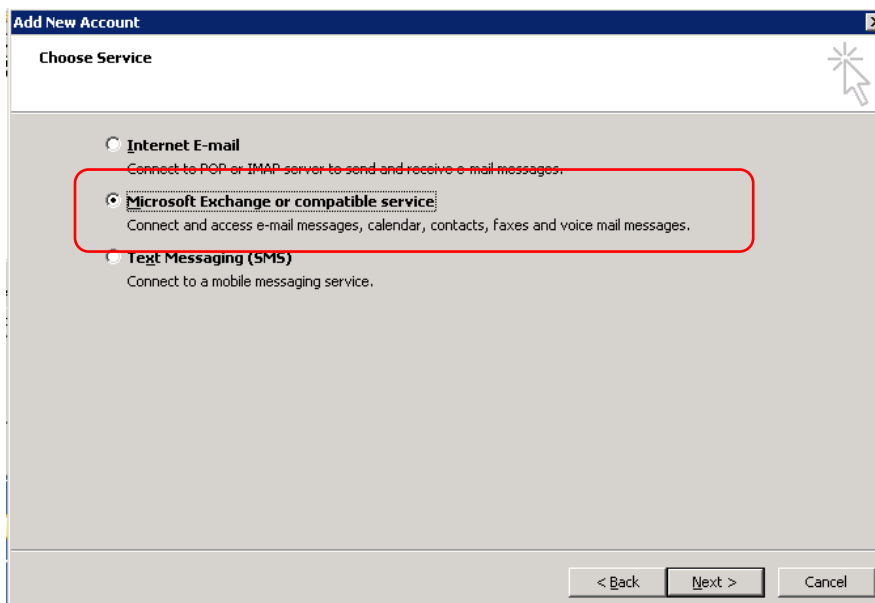 Add New Account
Choose Service
Internet E-mail
Connect to POP or IMAP server to send and receive e-mail messages.
Microsoft Exchange or compatible service
Connect and access e-mail messages, calendar, contacts, faxes and voice mail messages.
Text Messaging (SMS)
Connect to a mobile messaging service.
< Back Next > Cancel